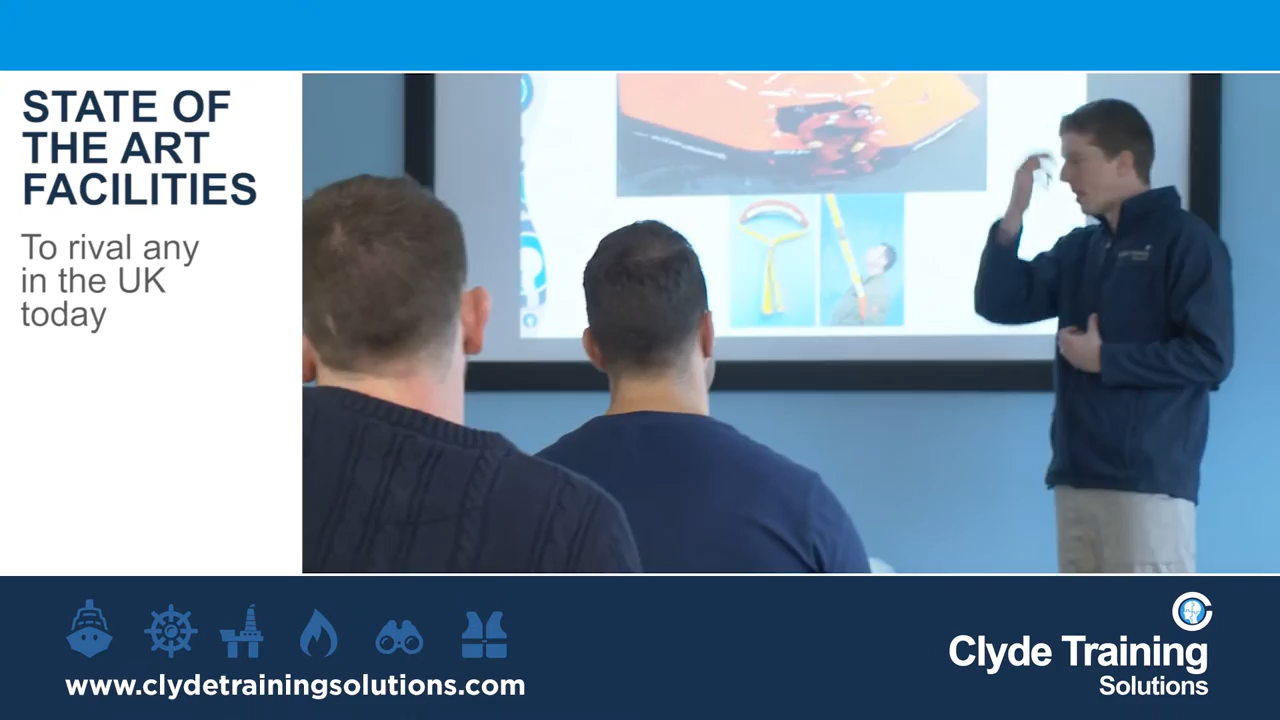 STATE OF
THE ART
FACILITIES
To rival any
in the UK
today
www.clydetrainingsolutions.com
Clyde Training
Solutions